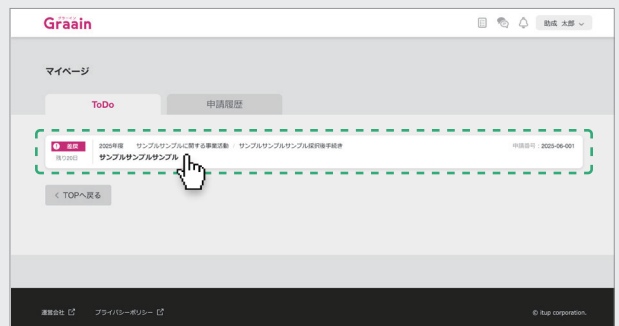 グラーイン
Graain
助成 太郎
マイページ
ToDo
申請履歴
差戻
2025年度 サンプルサンプルに関する事業活動 / サンプルサンプルサンプル採択後手続き
申請番号：2025-06-001
残り20日
サンプルサンプルサンプル
< TOPへ戻る
運営会社
プライバシーポリシー
© itup corporation.